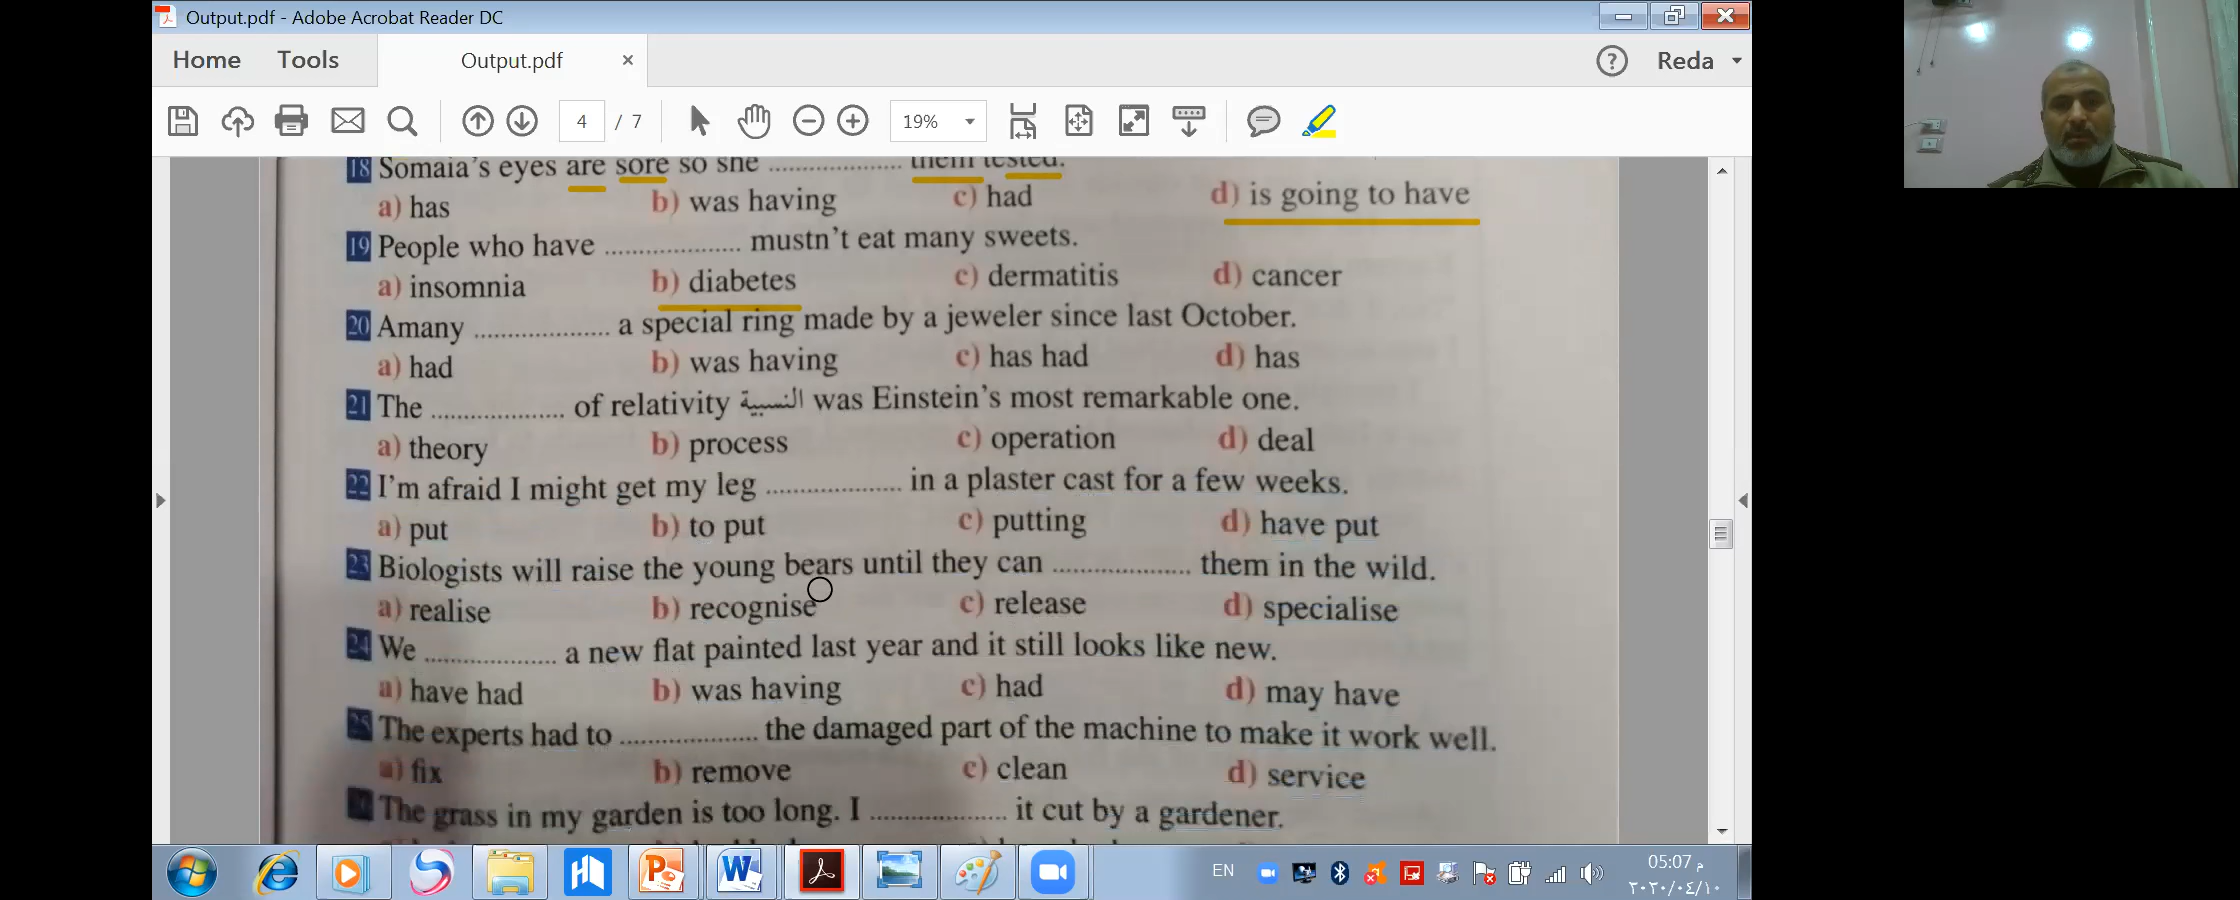 Output.pdf - Adobe Acrobat Reader DC
Home Tools Output.pdf × ? Reda
4 / 7 19%
18 Somaia's eyes are sore so she .................. them tested.
a) has b) was having c) had d) is going to have
19 People who have .................. mustn't eat many sweets.
a) insomnia b) diabetes c) dermatitis d) cancer
20 Amany .................. a special ring made by a jeweler since last October.
a) had b) was having c) has had d) has
21 The .................. of relativity النسبية was Einstein's most remarkable one.
a) theory b) process c) operation d) deal
22 I'm afraid I might get my leg .................. in a plaster cast for a few weeks.
a) put b) to put c) putting d) have put
23 Biologists will raise the young bears until they can .................. them in the wild.
a) realise b) recognise c) release d) specialise
24 We .................. a new flat painted last year and it still looks like new.
a) have had b) was having c) had d) may have
25 The experts had to .................. the damaged part of the machine to make it work well.
a) fix b) remove c) clean d) service
The grass in my garden is too long. I .................. it cut by a gardener.
EN 05:07 م
٢٠٢٠/٠٤/١٠